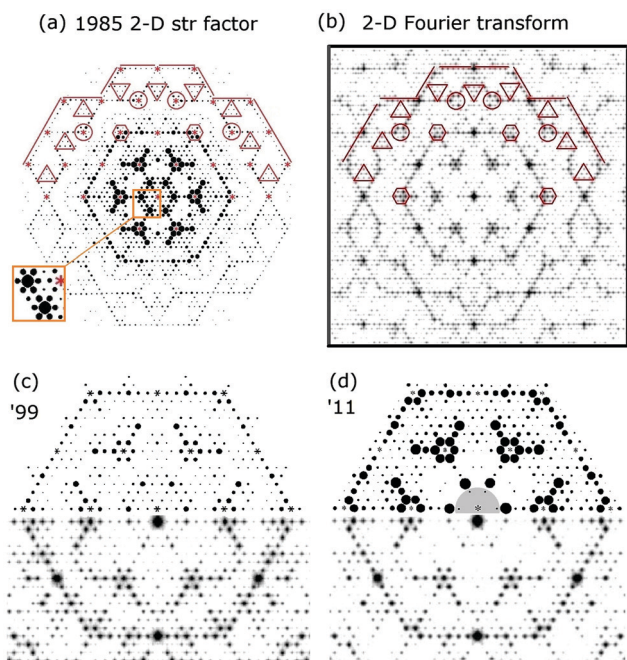 (a) 1985 2-D str factor
(b) 2-D Fourier transform
(c)
'99
(d)
'11